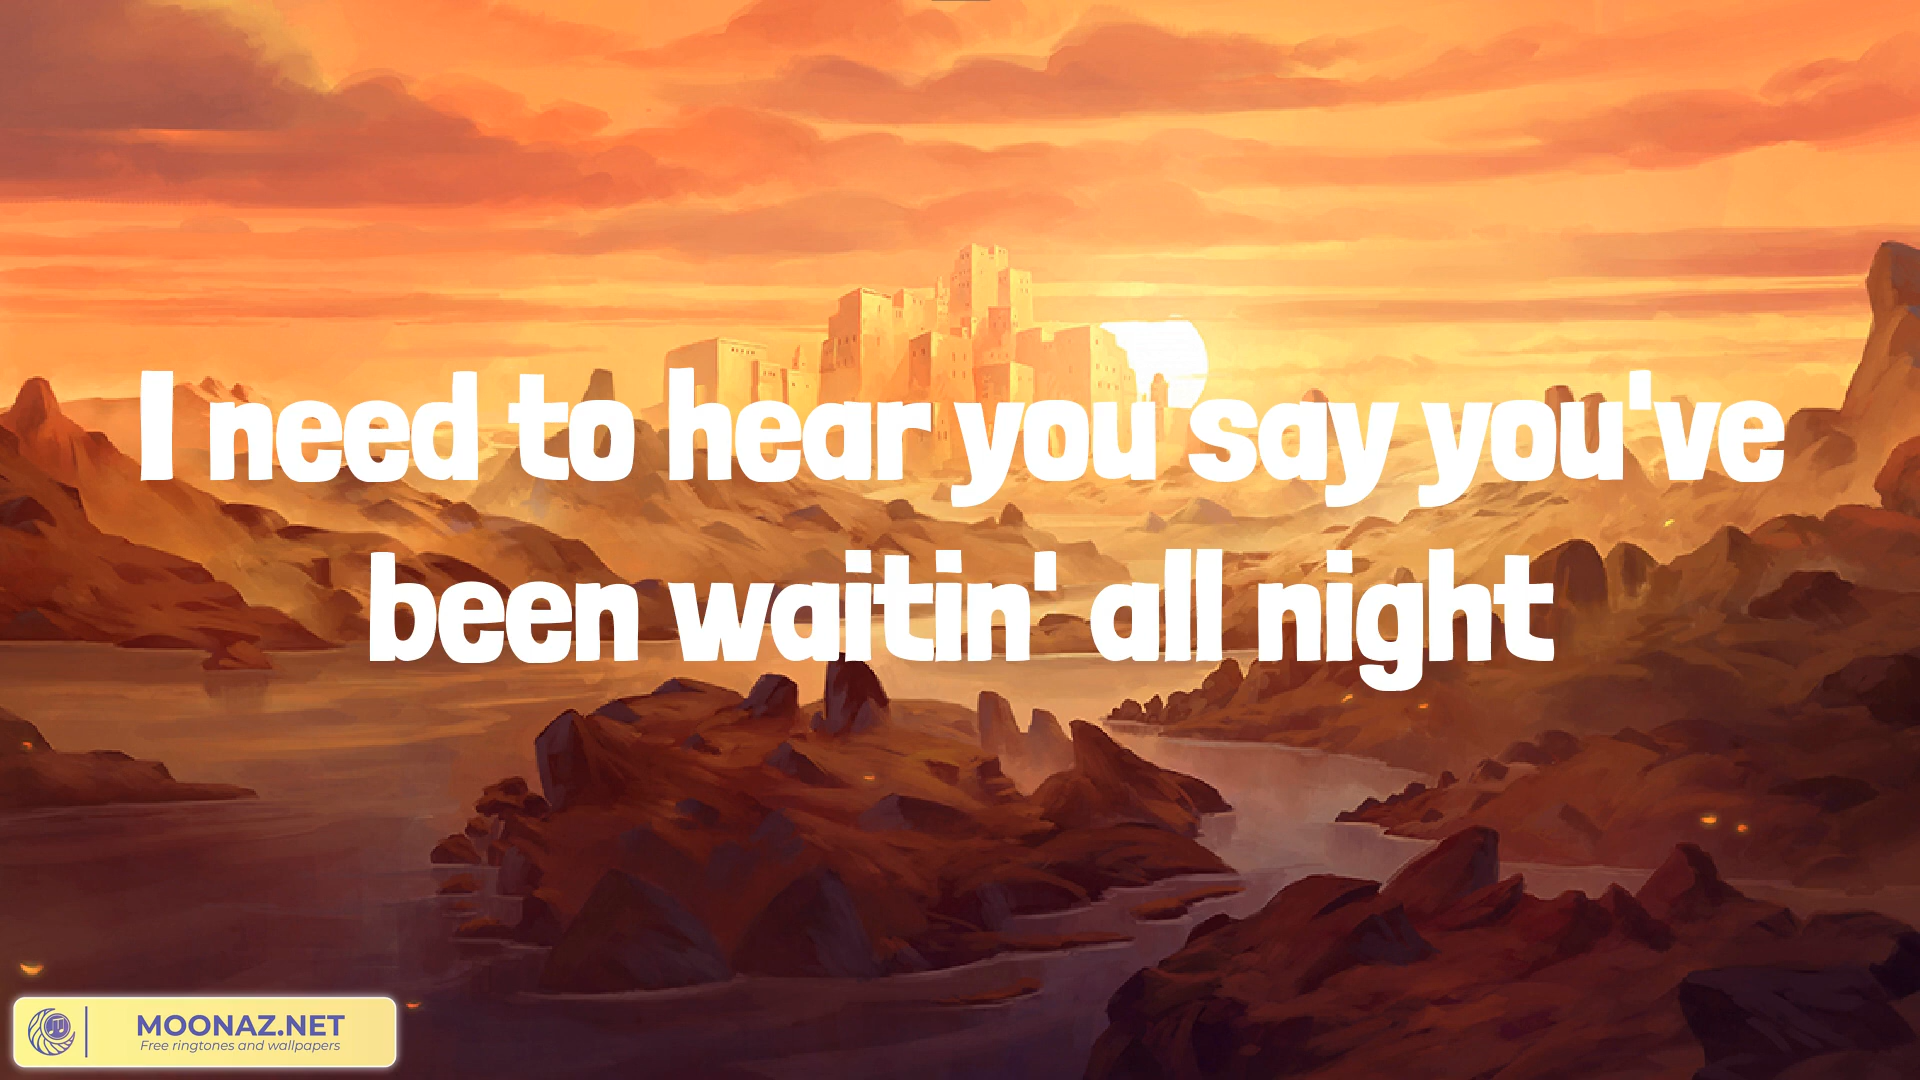 I need to hear you say you've
been waitin' all night
MOONAZ.NET
Free ringtones and wallpapers